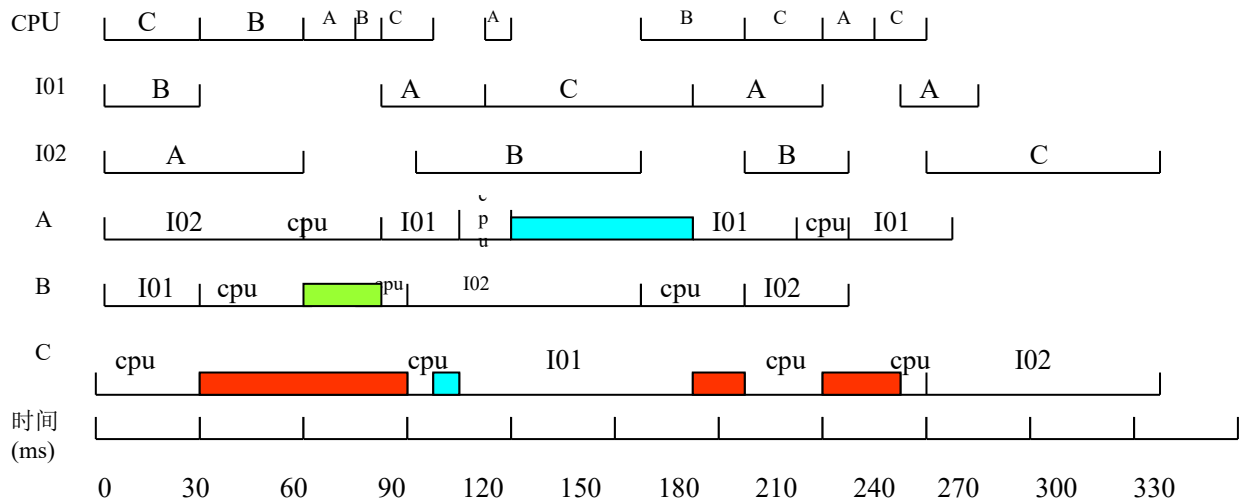 CPU C B A B C A B C A C
I01 B A C A A
I02 A B B C
A I02 cpu I01 cpu I01 cpu I01
B I01 cpu cpu I02 cpu I02
C cpu cpu I01 cpu cpu I02
时间
(ms)
0 30 60 90 120 150 180 210 240 270 300 330